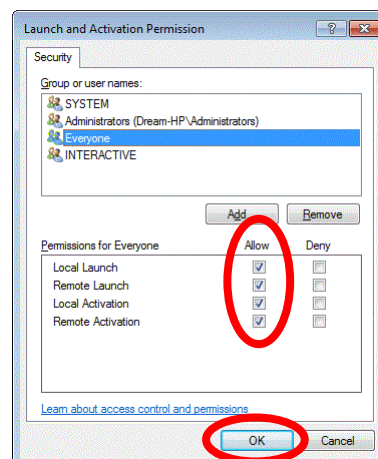 Launch and Activation Permission
Security
Group or user names:
SYSTEM
Administrators (Dream-HP\Administrators)
Everyone
INTERACTIVE
Add... Remove
Permissions for Everyone Allow Deny
Local Launch
Remote Launch
Local Activation
Remote Activation
Learn about access control and permissions
OK Cancel